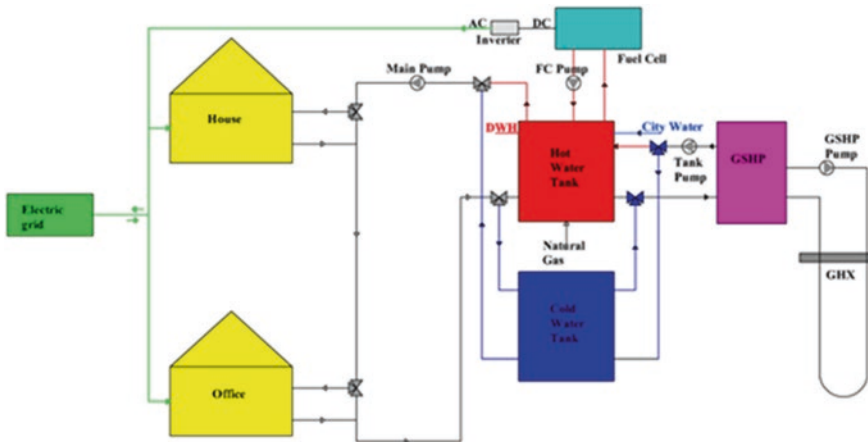 AC
DC
Inverter
Fuel Cell
Main Pump
FC Pump
House
DWH
City Water
Hot
Water
Tank
Tank
Pump
GSHP
GSHP
Pump
Electric
grid
Natural
Gas
GHX
Cold
Water
Tank
Office